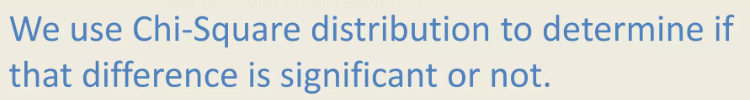 We use Chi-Square distribution to determine if
that difference is significant or not.